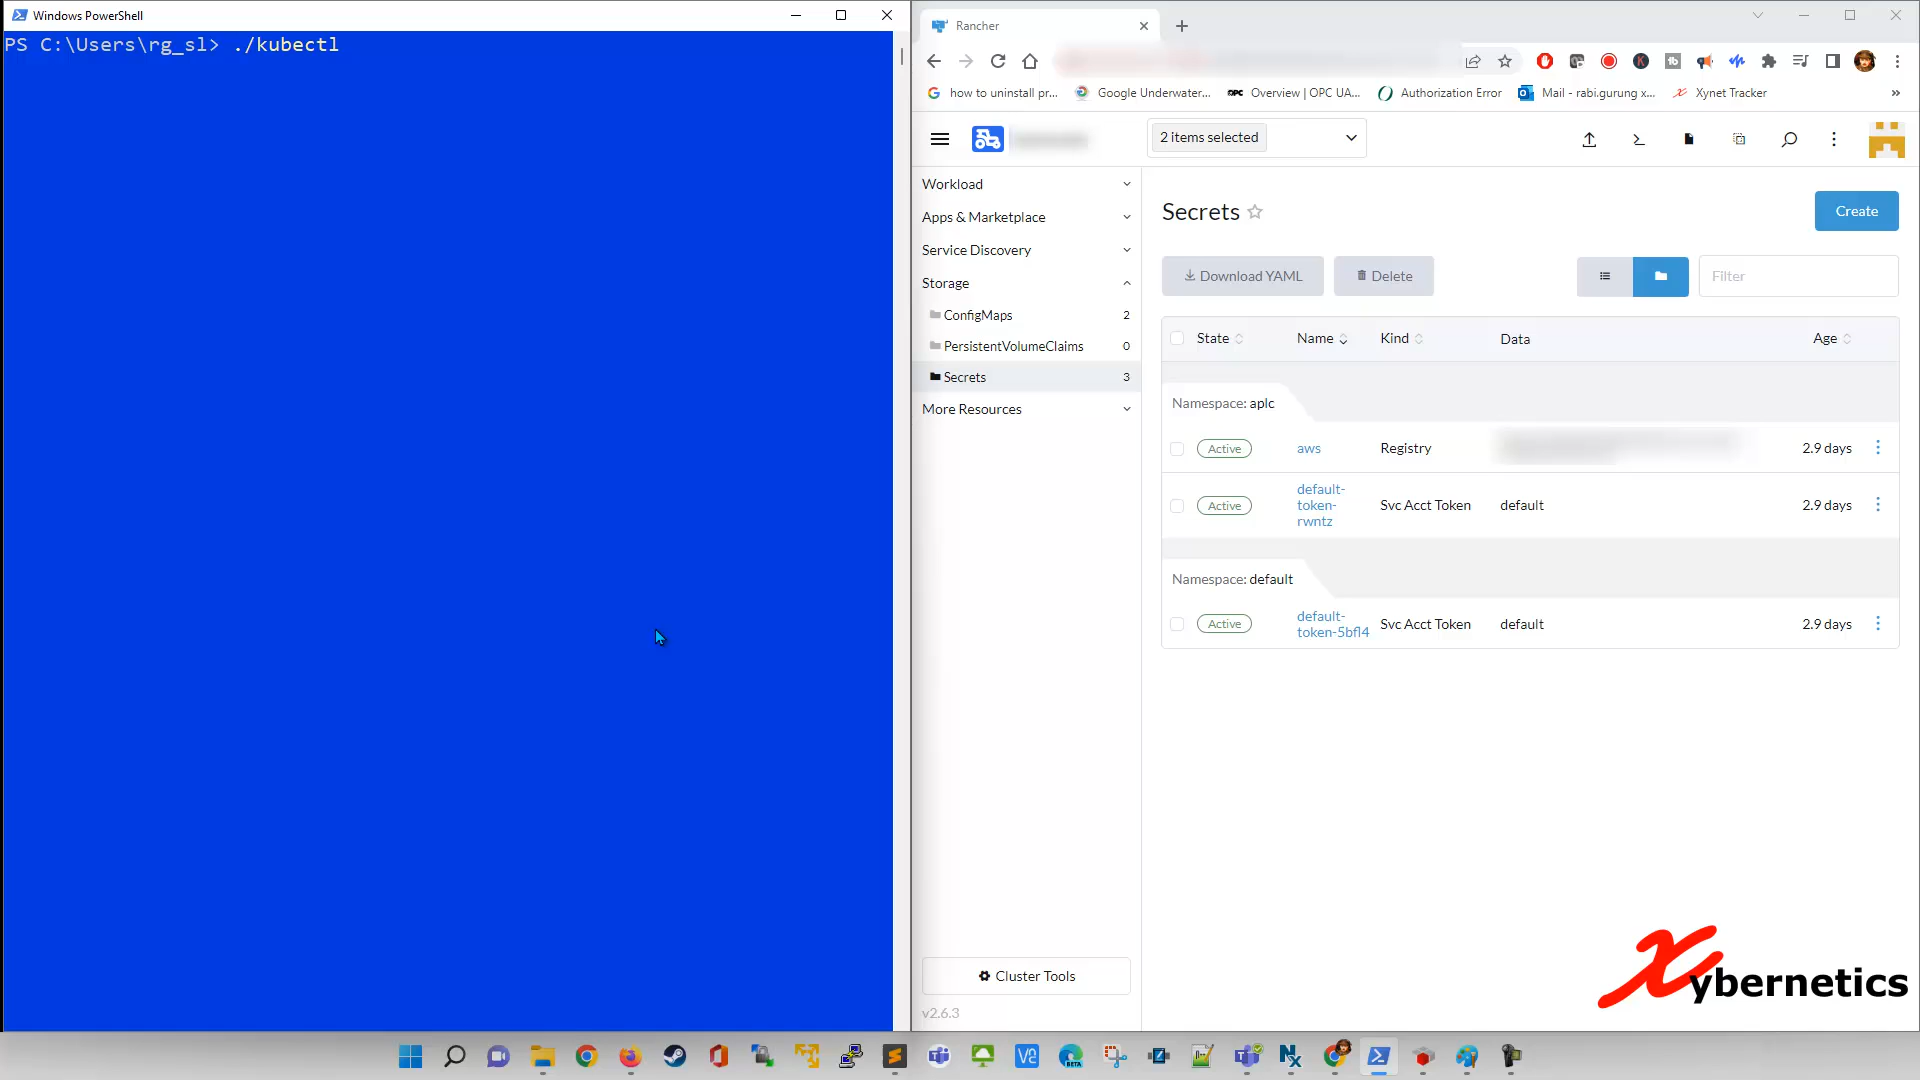 Windows PowerShell
PS C:\Users\rg_sl> ./kubectl
Rancher
how to uninstall pr...
Google Underwater...
OPC
Overview | OPC UA...
Authorization Error
Mail - rabi.gurung x...
Xynet Tracker
»
2 items selected
Workload
Apps & Marketplace
Service Discovery
Storage
ConfigMaps 2
PersistentVolumeClaims 0
Secrets 3
More Resources
Cluster Tools
v2.6.3
Secrets
Create
Download YAML
Delete
Filter
State Name Kind Data Age
Namespace: aplc
Active aws Registry 2.9 days
Active default-token-rwntz Svc Acct Token default 2.9 days
Namespace: default
Active default-token-5bfl4 Svc Acct Token default 2.9 days
Xybernetics